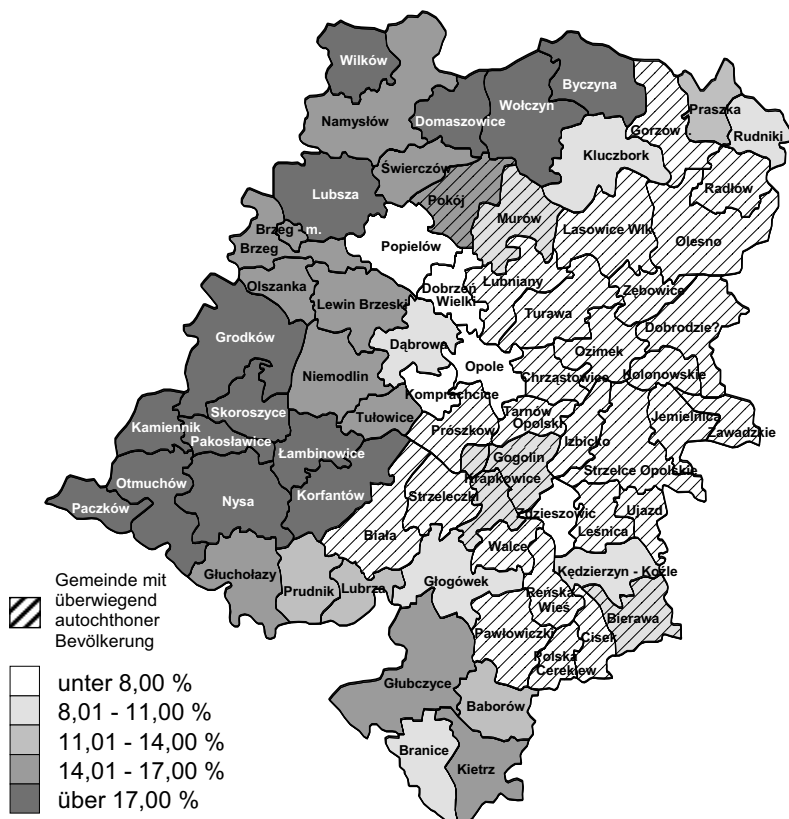 Wilków
Byczyna
Wołczyn
Praszka
Namysłów
Domaszowice
Gorzów .
Rudniki
Kluczbork
Świerczów
Radłów
Lubsza
Pokój
Murów
Brzeg - m.
Lasowice Wlk.
Popielów
Olesno
Brzeg
Olszanka
Dobrzeń
Wielki
Lubniany
Zębowice
Lewin Brzeski
Turawa
Dobrodzie?
Grodków
Dąbrowa
Ozimek
Opole
Niemodlin
Chrząstowice
Kolonowskie
Komprachcice
Skoroszyce
Tułowice
Tarnów
Opolski
Jemielnica
Kamiennik
Prószków
Zawadzkie
Pakosławice
Izbicko
Łambinowice
Gogolin
Strzelce Opolskie
Otmuchów
Krapkowice
Paczków
Nysa
Korfantów
Strzeleczki
Zdzieszowic
Ujazd
Leśnica
Biała
Walce
Głuchołazy
Prudnik
Lubrza
Głogówek
Kędzierzyn - Koźle
Reńska
Wieś
Bierawa
Pawłowiczki
Cisek
Polska
Cerekiew
Głubczyce
Baborów
Branice
Kietrz
Gemeinde mit
überwiegend
autochthoner
Bevölkerung
unter 8,00 %
8,01 - 11,00 %
11,01 - 14,00 %
14,01 - 17,00 %
über 17,00 %